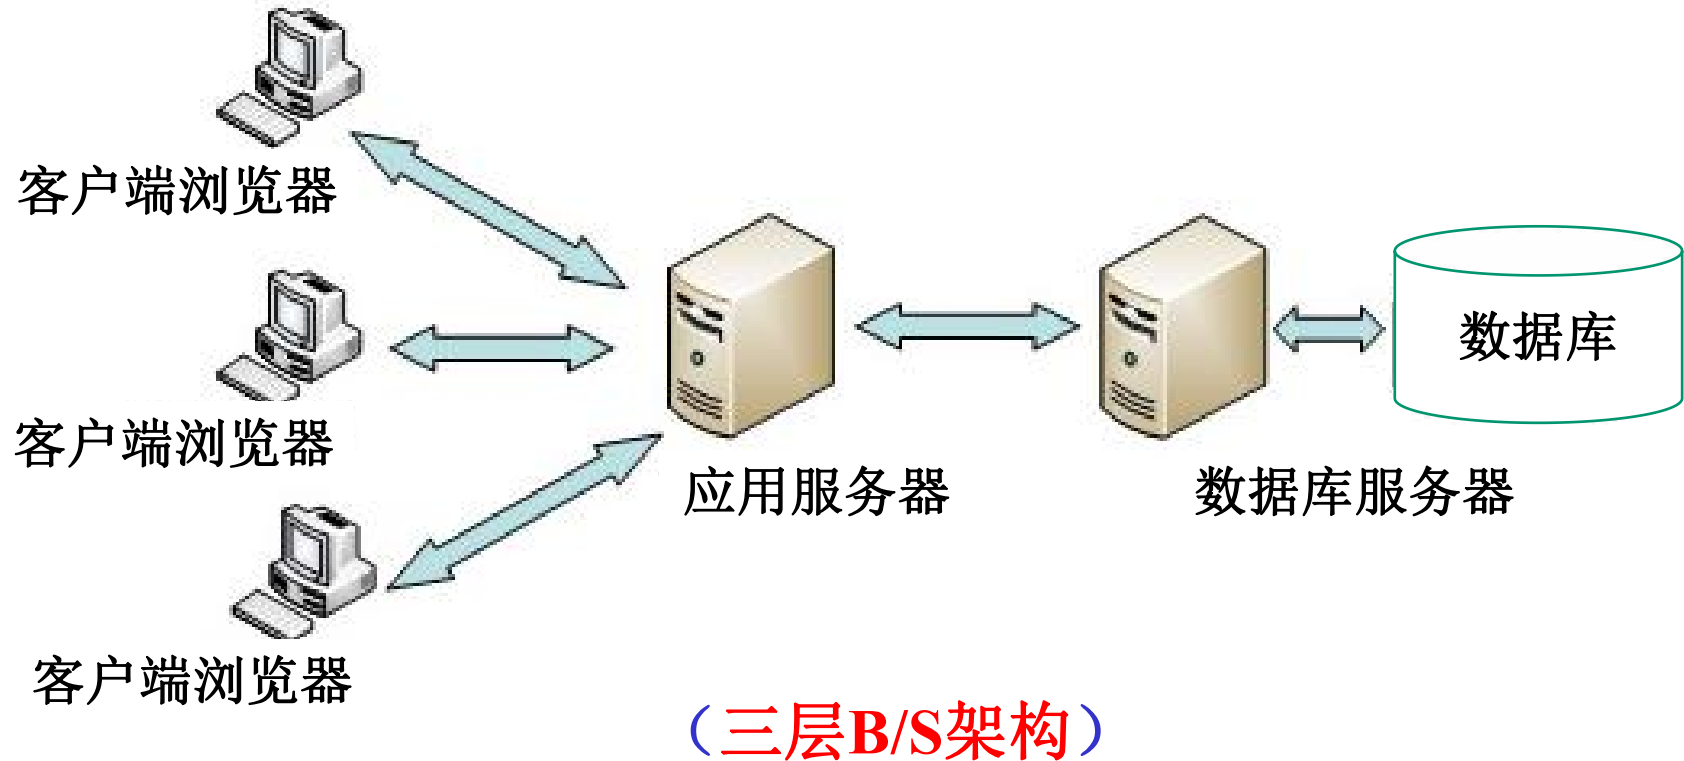 客户端浏览器
客户端浏览器
客户端浏览器
应用服务器
数据库服务器
数据库
（三层B/S架构）